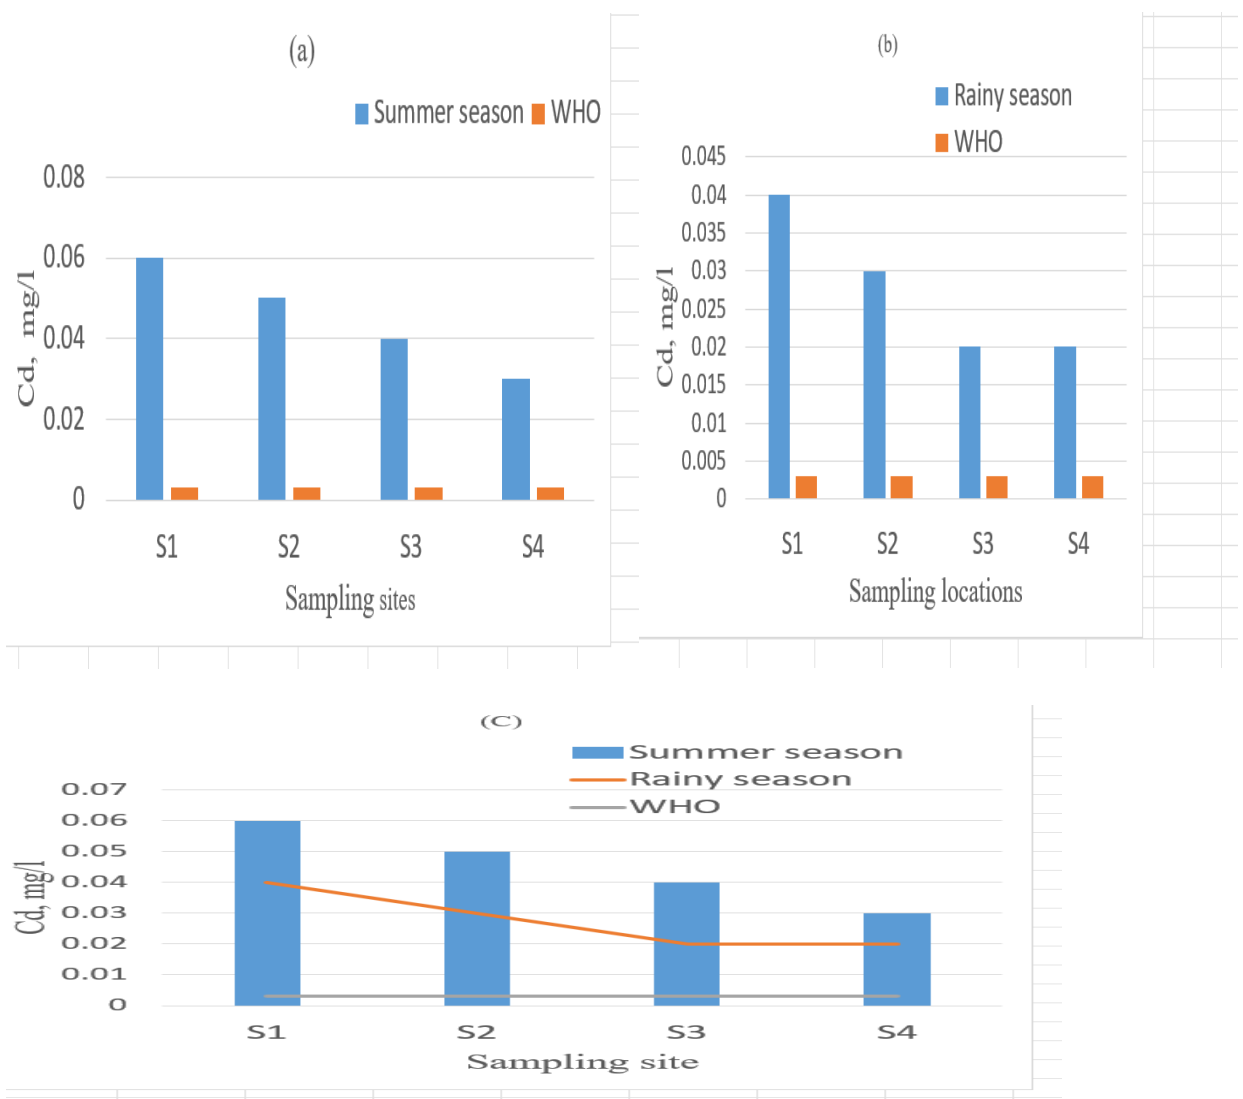 (a)
Summer season WHO
0.08
0.06
0.04
0.02
0
Cd, mg/l
S1 S2 S3 S4
Sampling sites
(b)
Rainy season
WHO
0.045
0.04
0.035
0.03
0.025
0.02
0.015
0.01
0.005
0
Cd, mg/l
S1 S2 S3 S4
Sampling locations
(C)
Summer season
Rainy season
WHO
0.07
0.06
0.05
0.04
0.03
0.02
0.01
0
Cd, mg/l
S1 S2 S3 S4
Sampling site